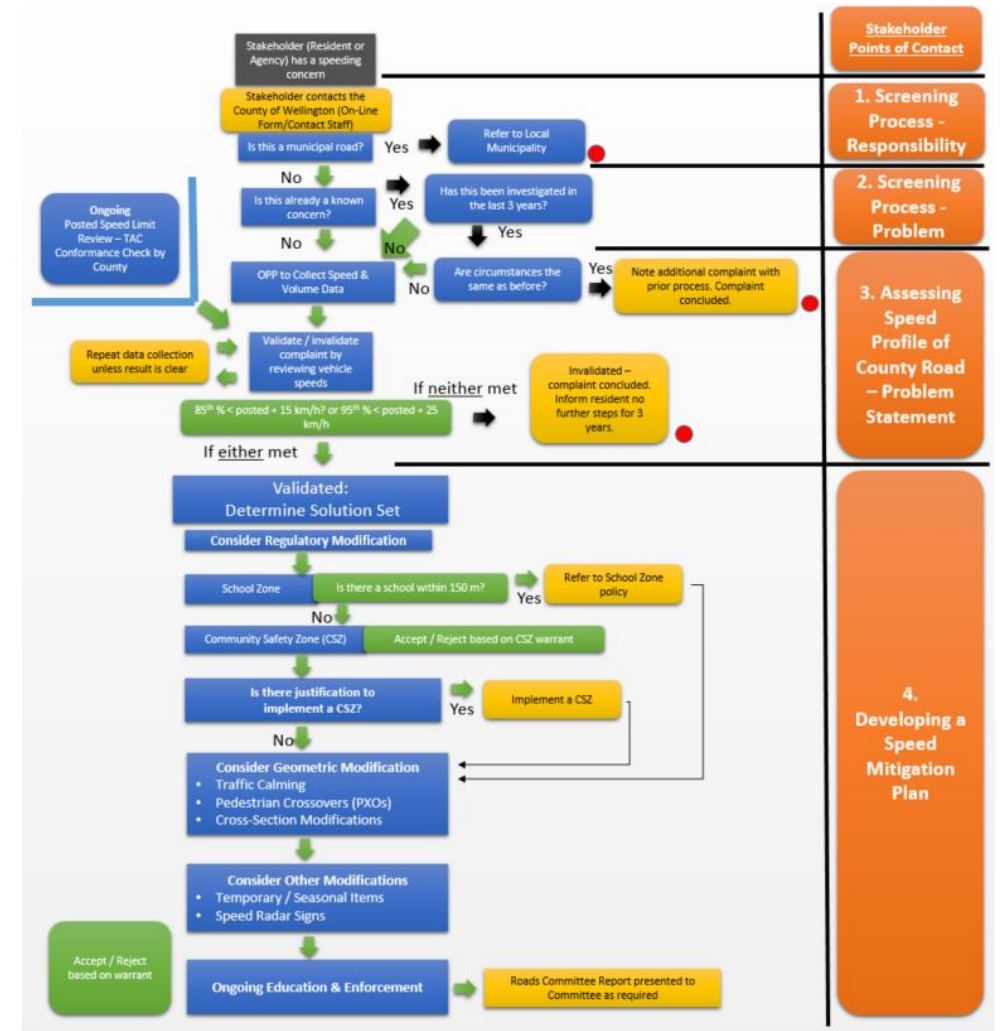 Stakeholder (Resident or
Agency) has a speeding
concern
Stakeholder
Points of Contact
Stakeholder contacts the
County of Wellington (On-Line
Form/Contact Staff)
Is this a municipal road?
Yes
Refer to Local
Municipality
1. Screening
Process -
Responsibility
No
Is this already a known
concern?
Yes
Has this been investigated in
the last 3 years?
2. Screening
Process -
Problem
Ongoing
Posted Speed Limit
Review – TAC
Conformance Check by
County
No
No
Yes
OPP to Collect Speed &
Volume Data
No
Are circumstances the
same as before?
Yes
Note additional complaint with
prior process. Complaint
concluded.
3. Assessing
Speed
Profile of
County Road
– Problem
Statement
Repeat data collection
unless result is clear
Validate / invalidate
complaint by
reviewing vehicle
speeds
If neither met
Invalidated –
complaint concluded.
Inform resident no
further steps for 3
years.
85th % < posted + 15 km/h? or 95th % < posted + 25
km/h
If either met
Validated:
Determine Solution Set
Consider Regulatory Modification
School Zone
Is there a school within 150 m?
Yes
Refer to School Zone
policy
No
Community Safety Zone (CSZ)
Accept / Reject based on CSZ warrant
Is there justification to
implement a CSZ?
Yes
Implement a CSZ
No
4.
Developing a
Speed
Mitigation
Plan
Consider Geometric Modification
• Traffic Calming
• Pedestrian Crossovers (PXOs)
• Cross-Section Modifications
Consider Other Modifications
• Temporary / Seasonal Items
• Speed Radar Signs
Accept / Reject
based on warrant
Ongoing Education & Enforcement
Roads Committee Report presented to
Committee as required